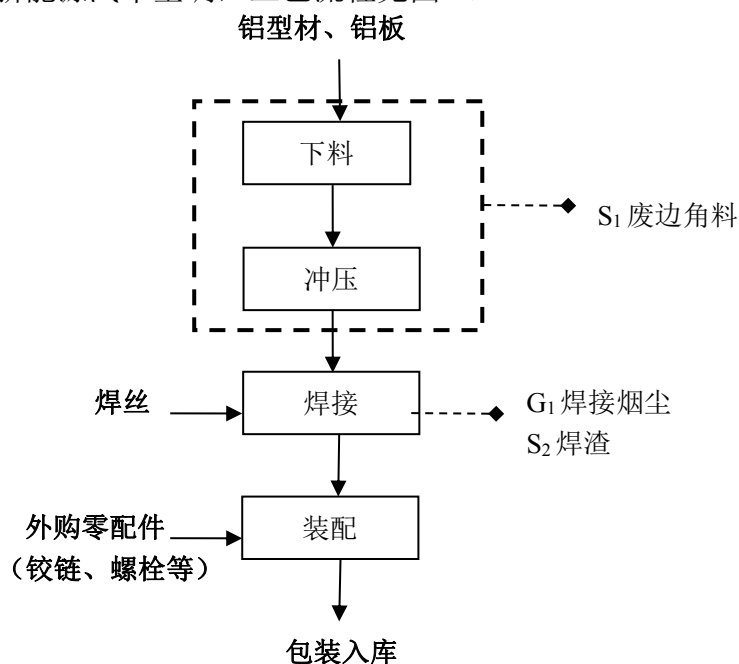 铝型材、铝板
下料
S₁废边角料
冲压
焊丝
焊接
G₁焊接烟尘
S₂焊渣
外购零配件
（铰链、螺栓等）
装配
包装入库